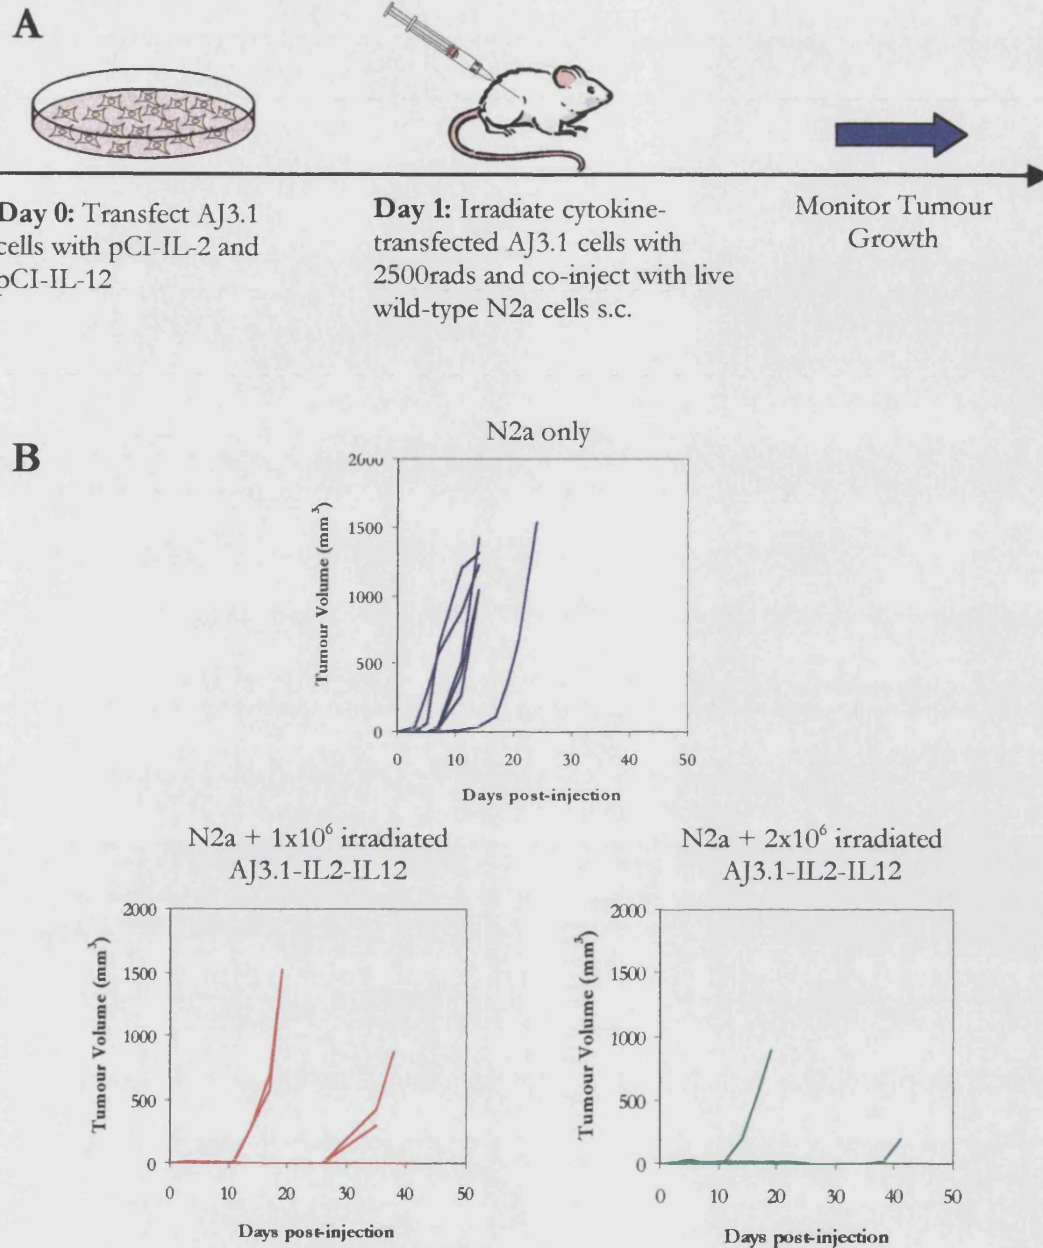 A
Day 0: Transfect AJ3.1
cells with pCI-IL-2 and
pCI-IL-12
Day 1: Irradiate cytokine-
transfected AJ3.1 cells with
2500rads and co-inject with live
wild-type N2a cells s.c.
Monitor Tumour
Growth
B
N2a only
Tumour Volume (mm³)
2000
1500
1000
500
0
0 10 20 30 40 50
Days post-injection
N2a + 1x10⁶ irradiated
AJ3.1-IL2-IL12
Tumour Volume (mm³)
2000
1500
1000
500
0
0 10 20 30 40 50
Days post-injection
N2a + 2x10⁶ irradiated
AJ3.1-IL2-IL12
Tumour Volume (mm³)
2000
1500
1000
500
0
0 10 20 30 40 50
Days post-injection